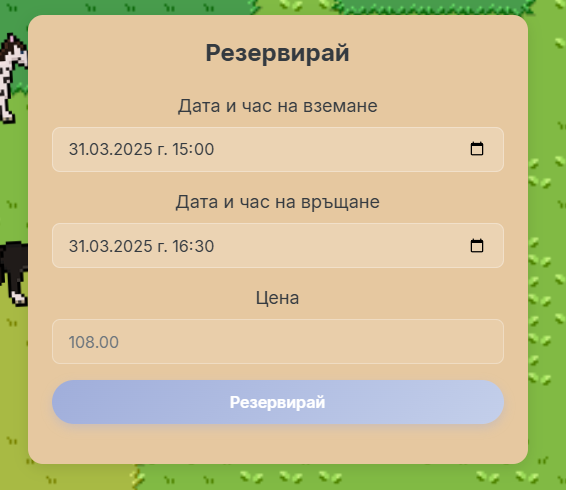 Резервирай
Дата и час на вземане
31.03.2025 г. 15:00
Дата и час на връщане
31.03.2025 г. 16:30
Цена
108.00
Резервирай